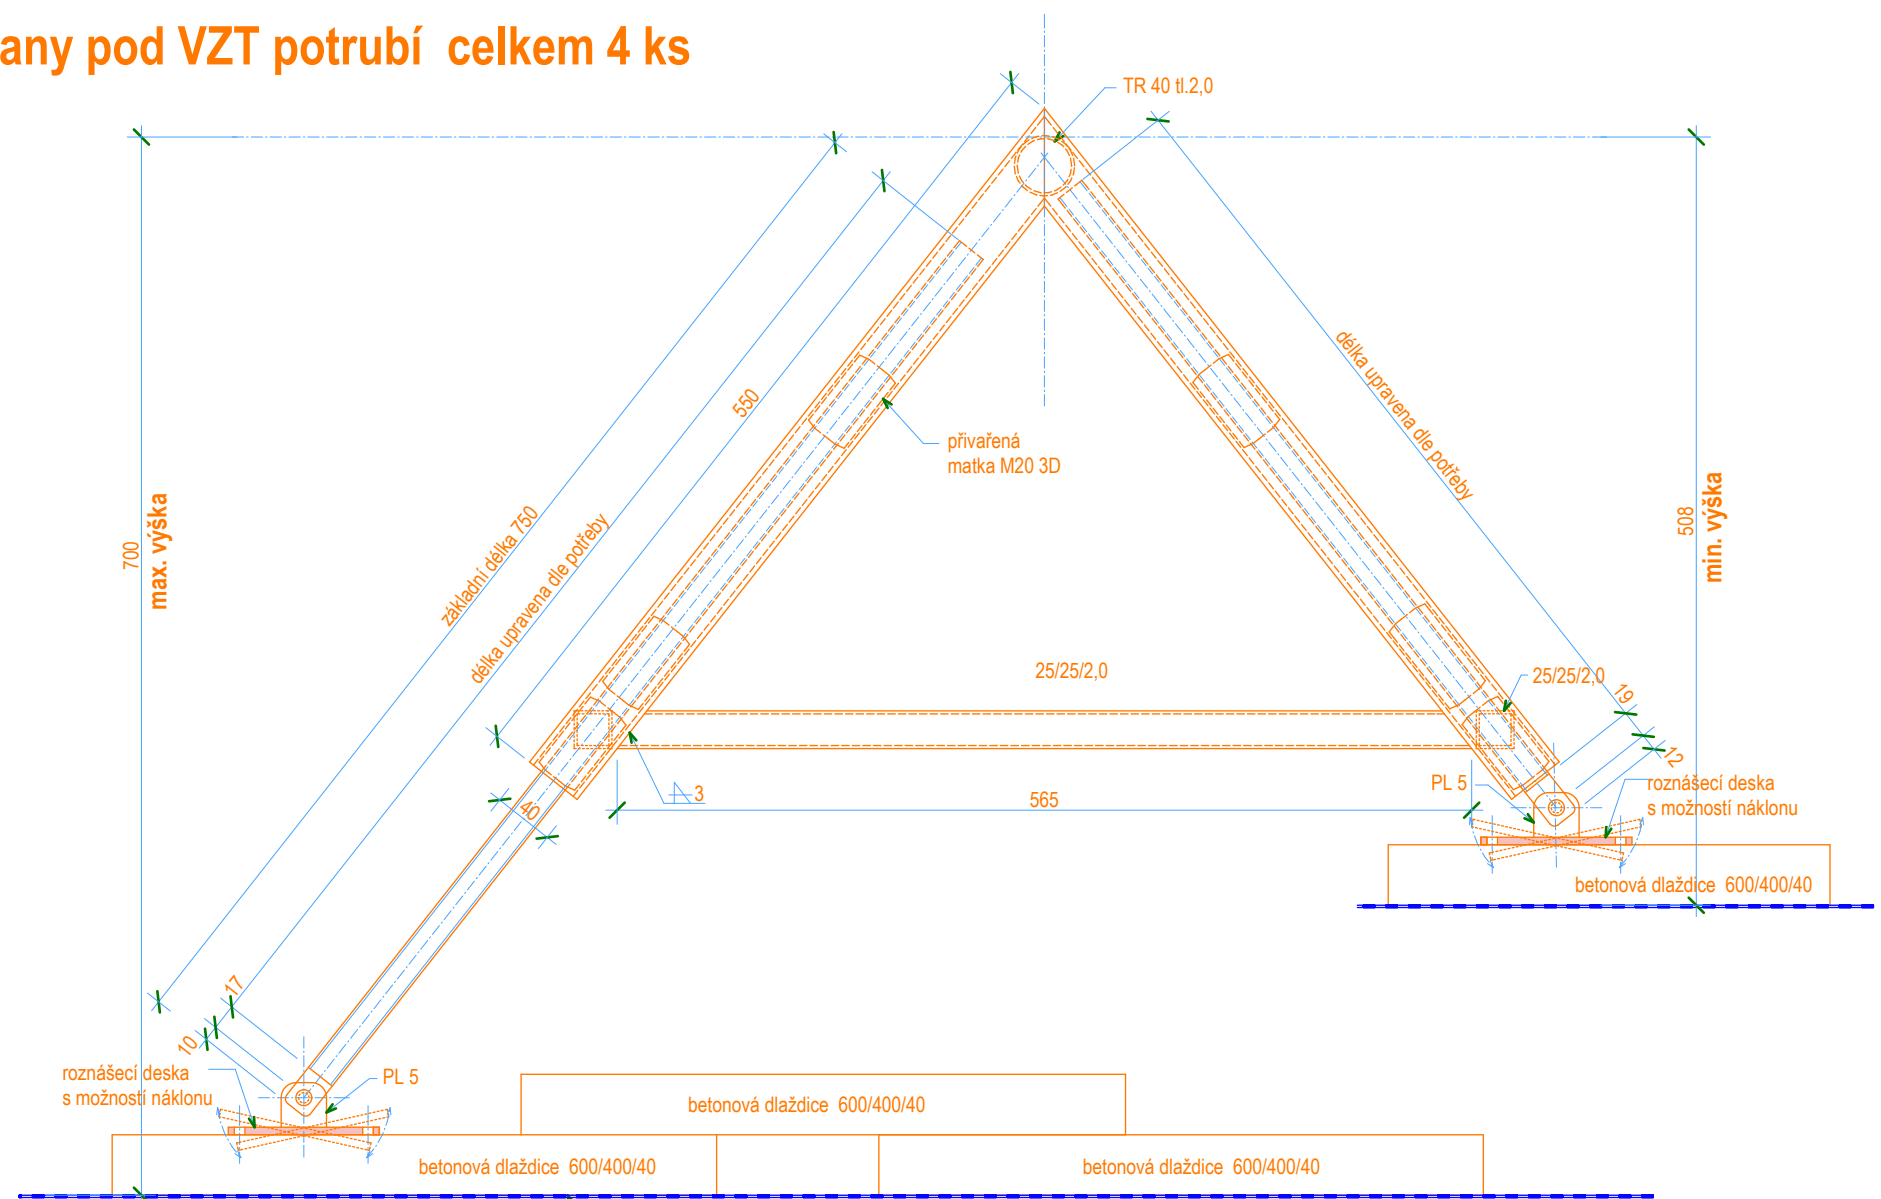 any pod VZT potrubí  celkem 4 ks
TR 40 tl.2,0
délka upravena dle potřeby
550
přivařená
matka M20 3D
základní délka 750
délka upravena dle potřeby
700
max. výška
508
min. výška
25/25/2,0
25/25/2,0
19
12
PL 5
roznášecí deska
s možností náklonu
3
40
565
betonová dlaždice  600/400/40
17
10
roznášecí deska
s možností náklonu
PL 5
betonová dlaždice  600/400/40
betonová dlaždice  600/400/40
betonová dlaždice  600/400/40